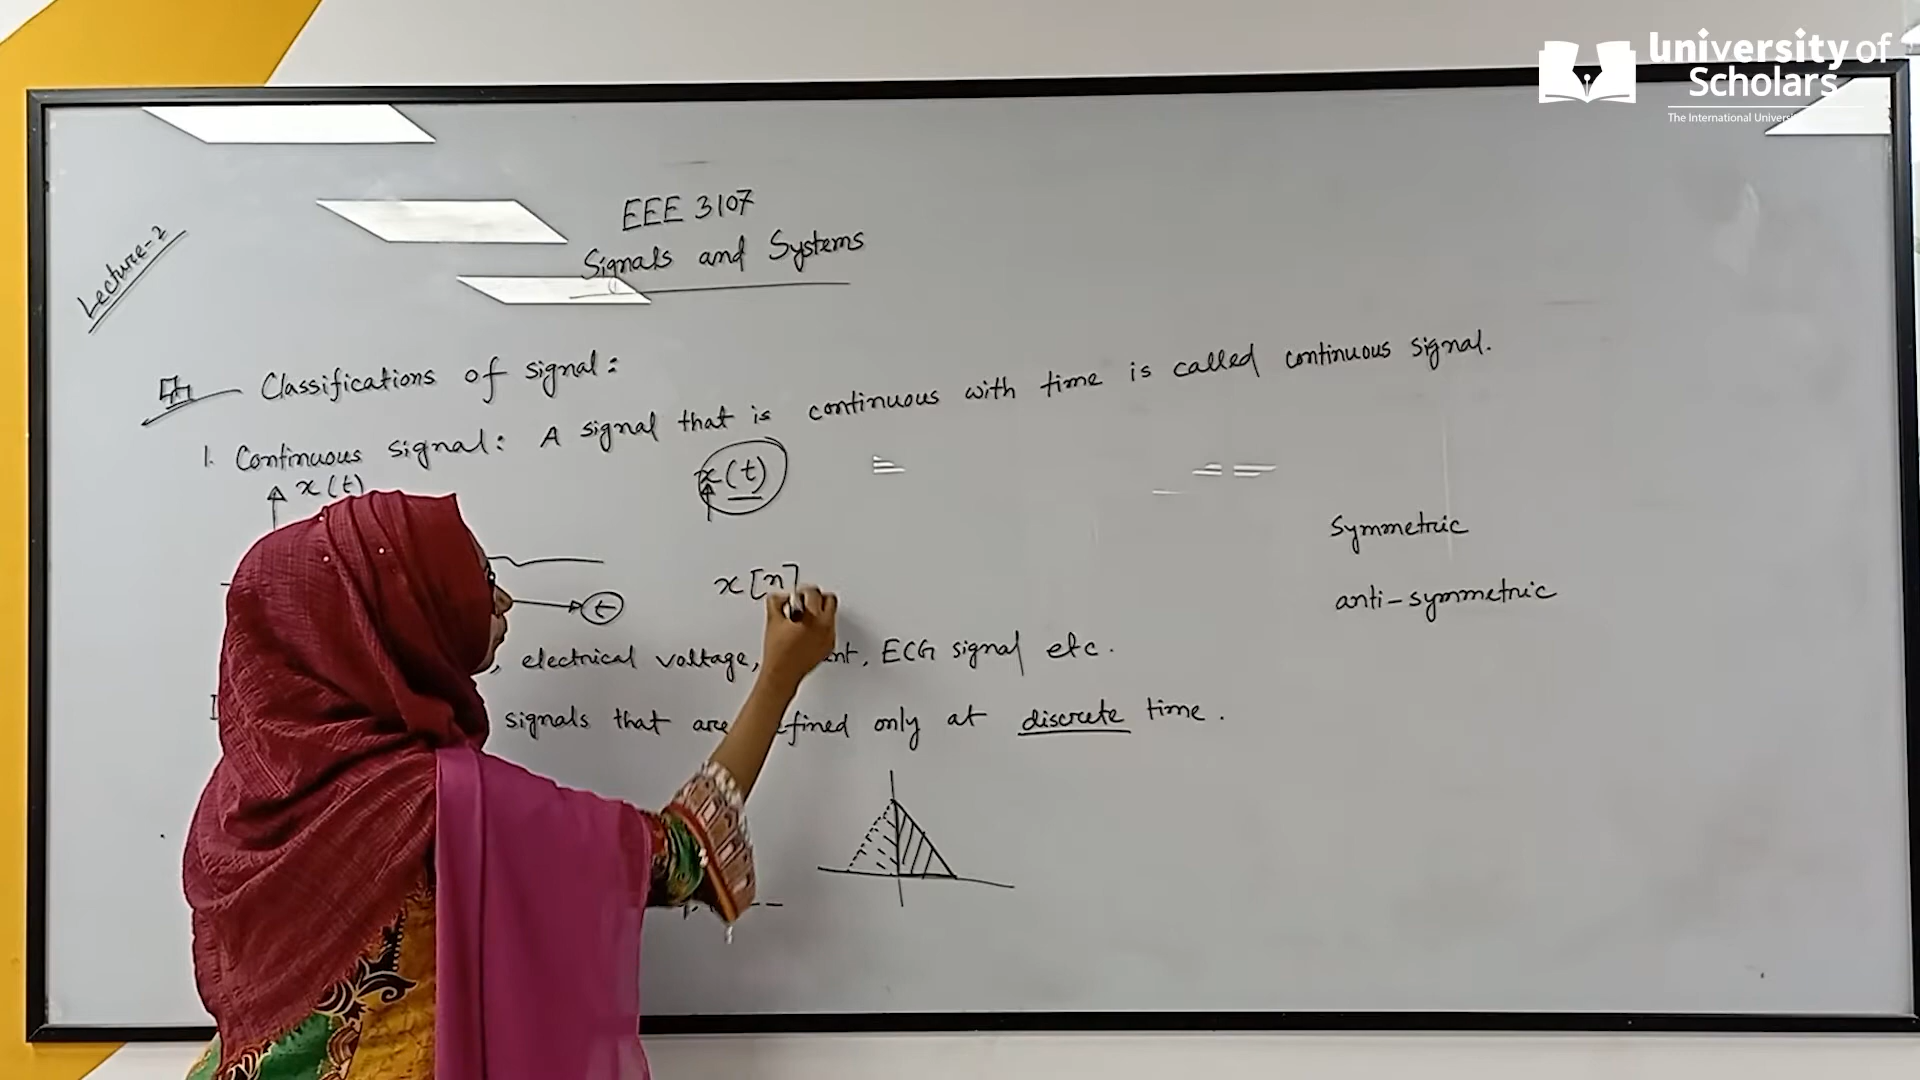 University of
Scholars
The International
Lecture-2
EEE 3107
Signals and Systems
Classifications of signal:
1. Continuous signal: A signal that is continuous with time is called continuous signal.
x(t)
x(t)
Symmetric
x[n]
t
anti-symmetric
electrical voltage, ECG signal etc.
signals that are only at discrete time.